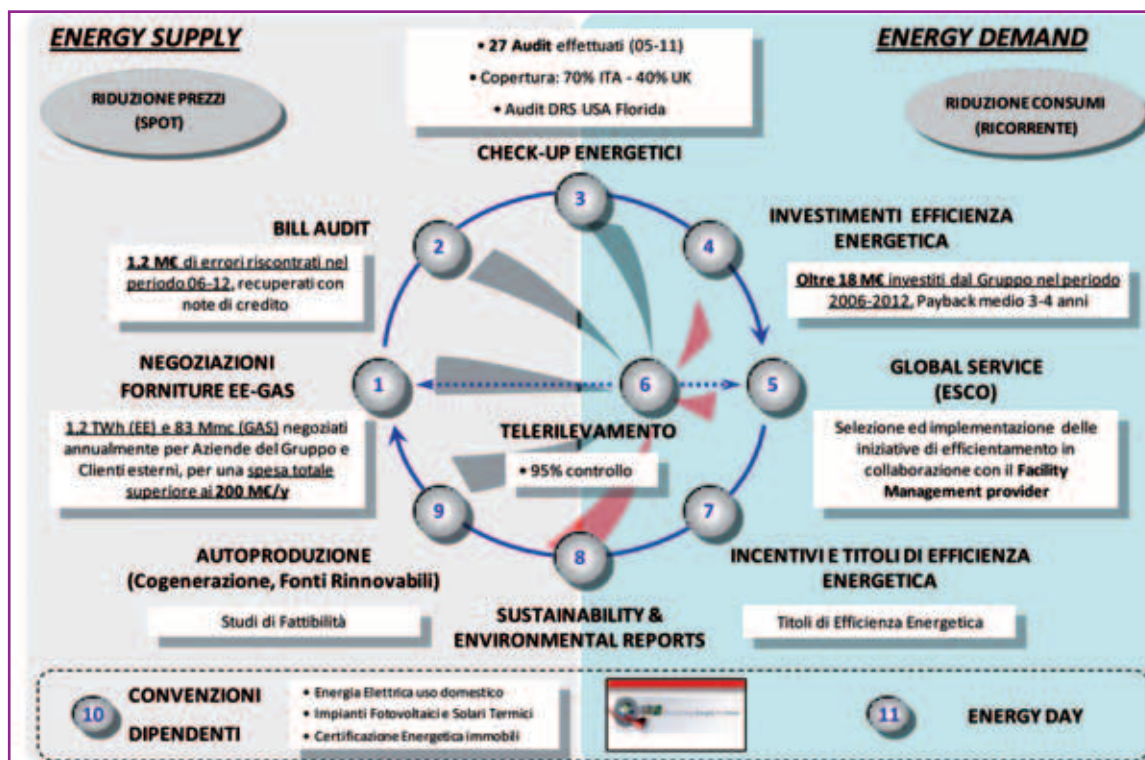 ENERGY SUPPLY
RIDUZIONE PREZZI
(SPOT)
• 27 Audit effettuati (05-11)
• Copertura: 70% ITA - 40% UK
• Audit DRS USA Florida
ENERGY DEMAND
RIDUZIONE CONSUMI
(RICORRENTE)
CHECK-UP ENERGETICI
3
BILL AUDIT
2
1,2 M€ di errori riscontrati nel
periodo 06-12, recuperati con
note di credito
4
INVESTIMENTI EFFICIENZA
ENERGETICA
Oltre 18 M€ investiti dal Gruppo nel periodo
2006-2012. Payback medio 3-4 anni
NEGOZIAZIONI
FORNITURE EE-GAS
1
1,2 TWh (EE) e 83 Mmc (GAS) negoziati
annualmente per Aziende del Gruppo e
Clienti esterni, per una spesa totale
superiore ai 200 M€/y
6
TELERILEVAMENTO
• 95% controllo
5
GLOBAL SERVICE
(ESCO)
Selezione ed implementazione delle
iniziative di efficientamento in
collaborazione con il Facility
Management provider
9
AUTOPRODUZIONE
(Cogenerazione, Fonti Rinnovabili)
Studi di Fattibilità
8
SUSTAINABILITY &
ENVIRONMENTAL REPORTS
7
INCENTIVI E TITOLI DI EFFICIENZA
ENERGETICA
Titoli di Efficienza Energetica
10
CONVENZIONI
DIPENDENTI
• Energia Elettrica uso domestico
• Impianti Fotovoltaici e Solari Termici
• Certificazione Energetica immobili
11
ENERGY DAY